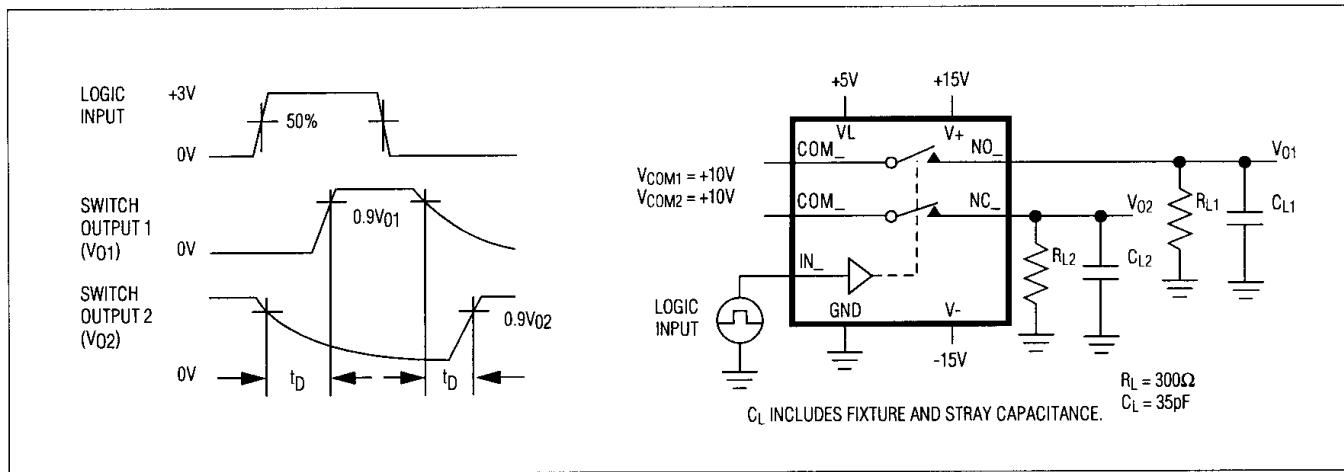 LOGIC
INPUT
+3V
50%
0V
SWITCH
OUTPUT 1
(VO1)
0.9VO1
0V
SWITCH
OUTPUT 2
(VO2)
0.9VO2
0V
tD
tD
+5V
+15V
VL
V+
COM_
NO_
VO1
VCOM1 = +10V
VCOM2 = +10V
RL1
CL1
COM_
NC_
VO2
RL2
CL2
IN_
LOGIC
INPUT
GND
V-
-15V
RL = 300Ω
CL = 35pF
CL INCLUDES FIXTURE AND STRAY CAPACITANCE.